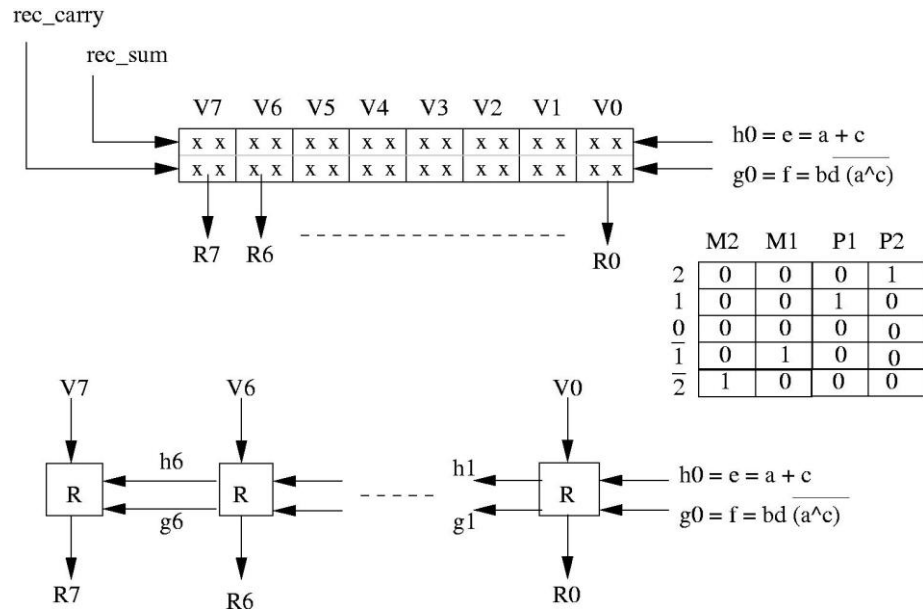 rec_carry
rec_sum
V7 V6 V5 V4 V3 V2 V1 V0
x x x x x x x x x x x x x x x x
x x x x x x x x x x x x x x x x
h0 = e = a + c
g0 = f = bd (a^c)
R7 R6 R0
M2 M1 P1 P2
2 0 0 0 1
1 0 0 1 0
0 0 0 0 0
1 0 1 0 0
2 1 0 0 0
V7 V6 V0
h6 h1
R R R
g6 g1
h0 = e = a + c
g0 = f = bd (a^c)
R7 R6 R0